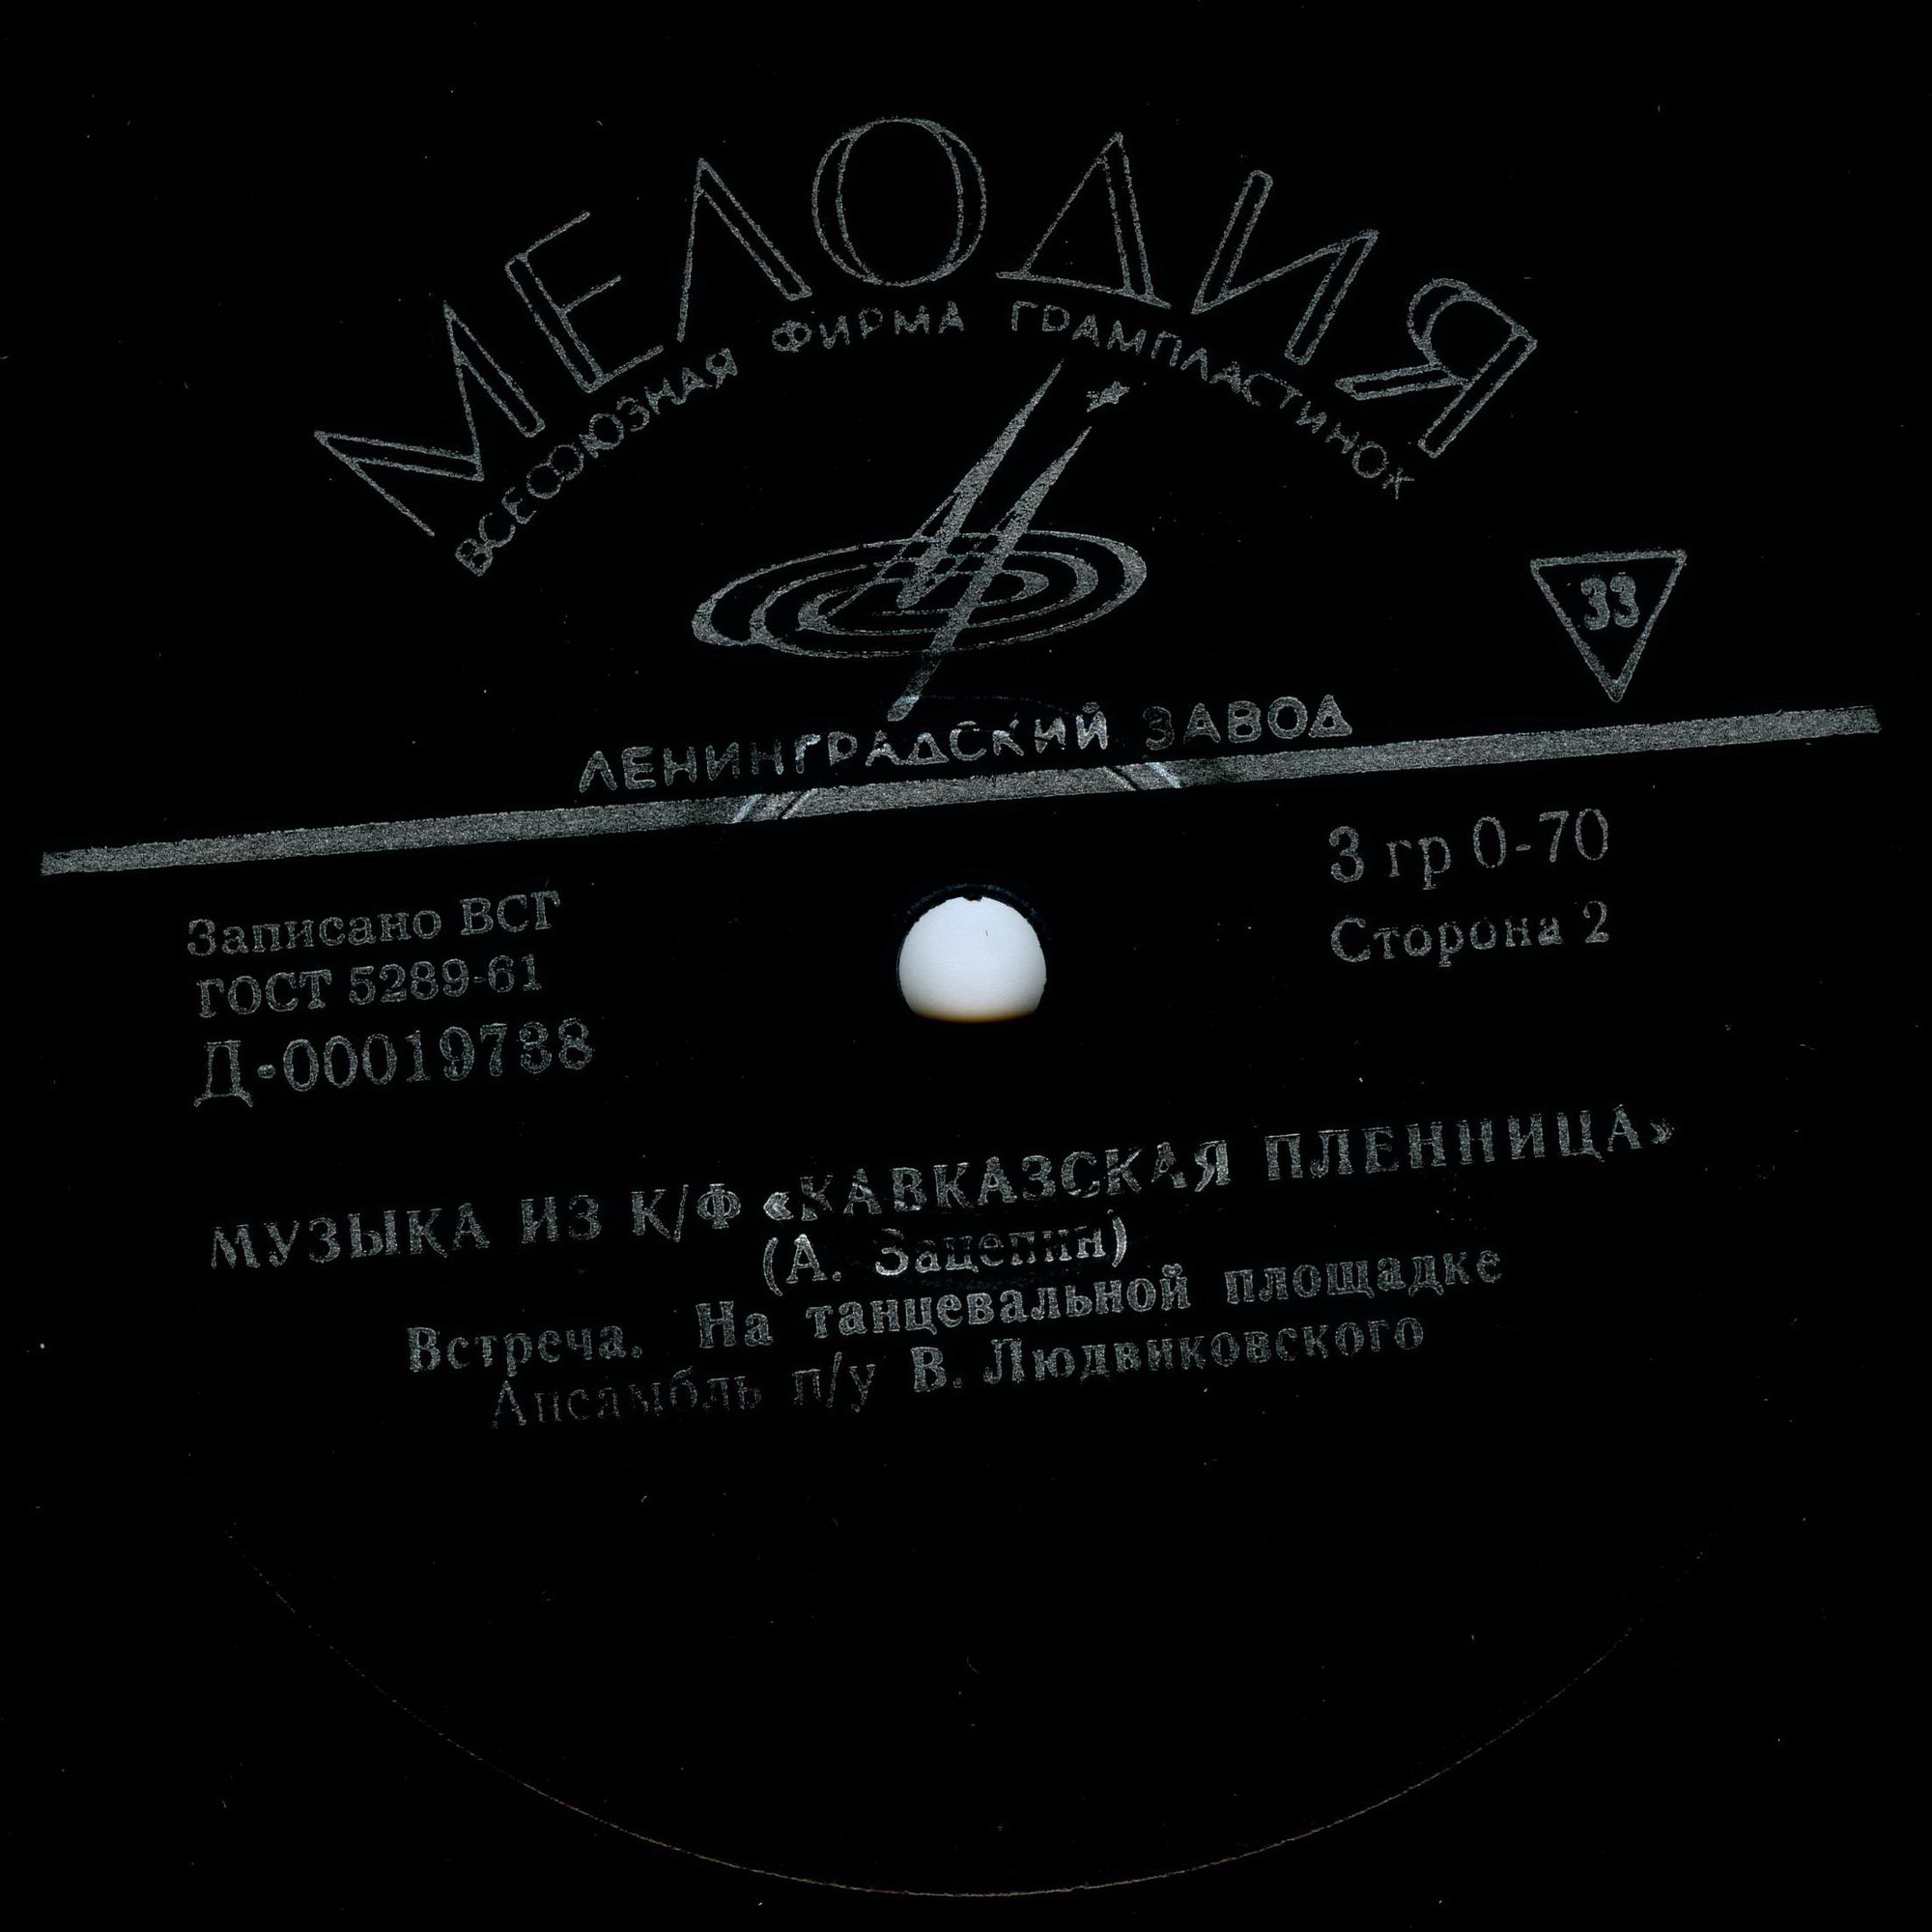 МЕЛОДИЯ
ВСЕСОЮЗНАЯ ФИРМА ГРАМПЛАСТИНОК
33
ЛЕНИНГРАДСКИЙ ЗАВОД
3 гр 0-70
Записано ВСГ
Сторона 2
ГОСТ 5289-61
Д-00019738
МУЗЫКА ИЗ К/Ф «КАВКАЗСКАЯ ПЛЕННИЦА»
(А. Зацепин)
Встреча. На танцевальной площадке
Ансамбль п/у В. Людвиковского